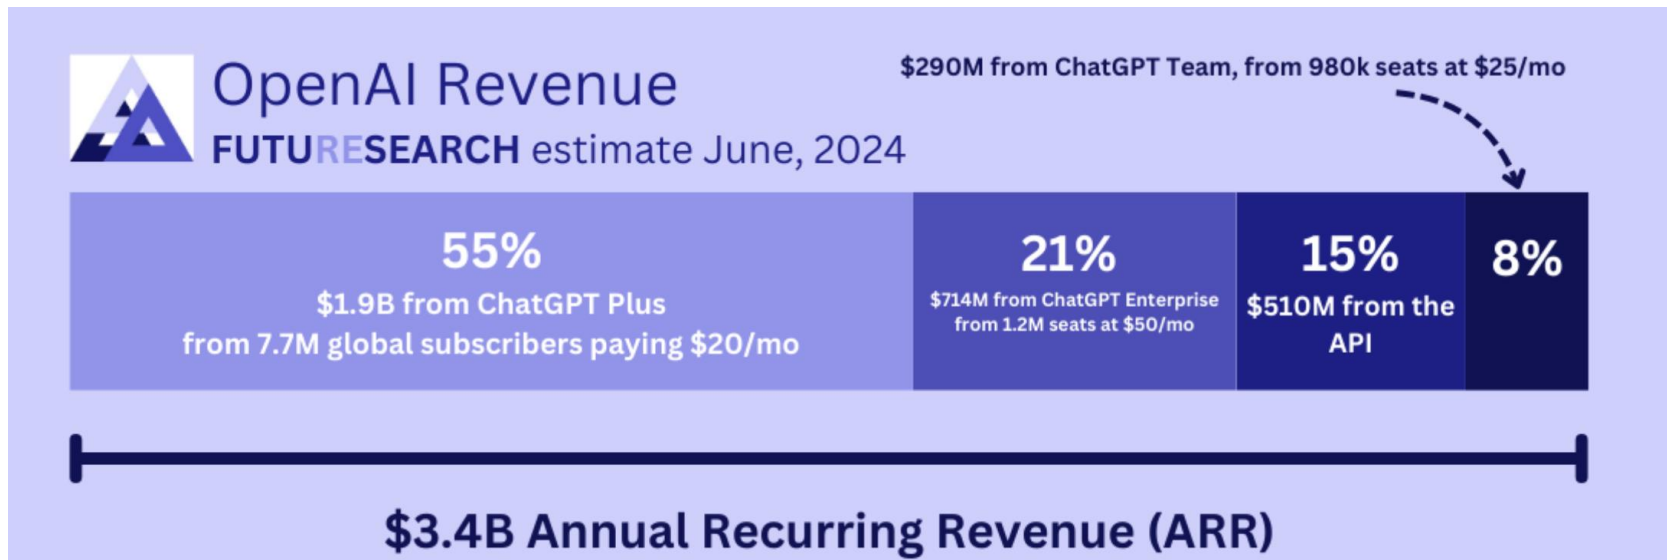 OpenAI Revenue
FUTURESEARCH estimate June, 2024
$290M from ChatGPT Team, from 980k seats at $25/mo
55%
$1.9B from ChatGPT Plus
from 7.7M global subscribers paying $20/mo
21%
$714M from ChatGPT Enterprise
from 1.2M seats at $50/mo
15%
$510M from the
API
8%
$3.4B Annual Recurring Revenue (ARR)